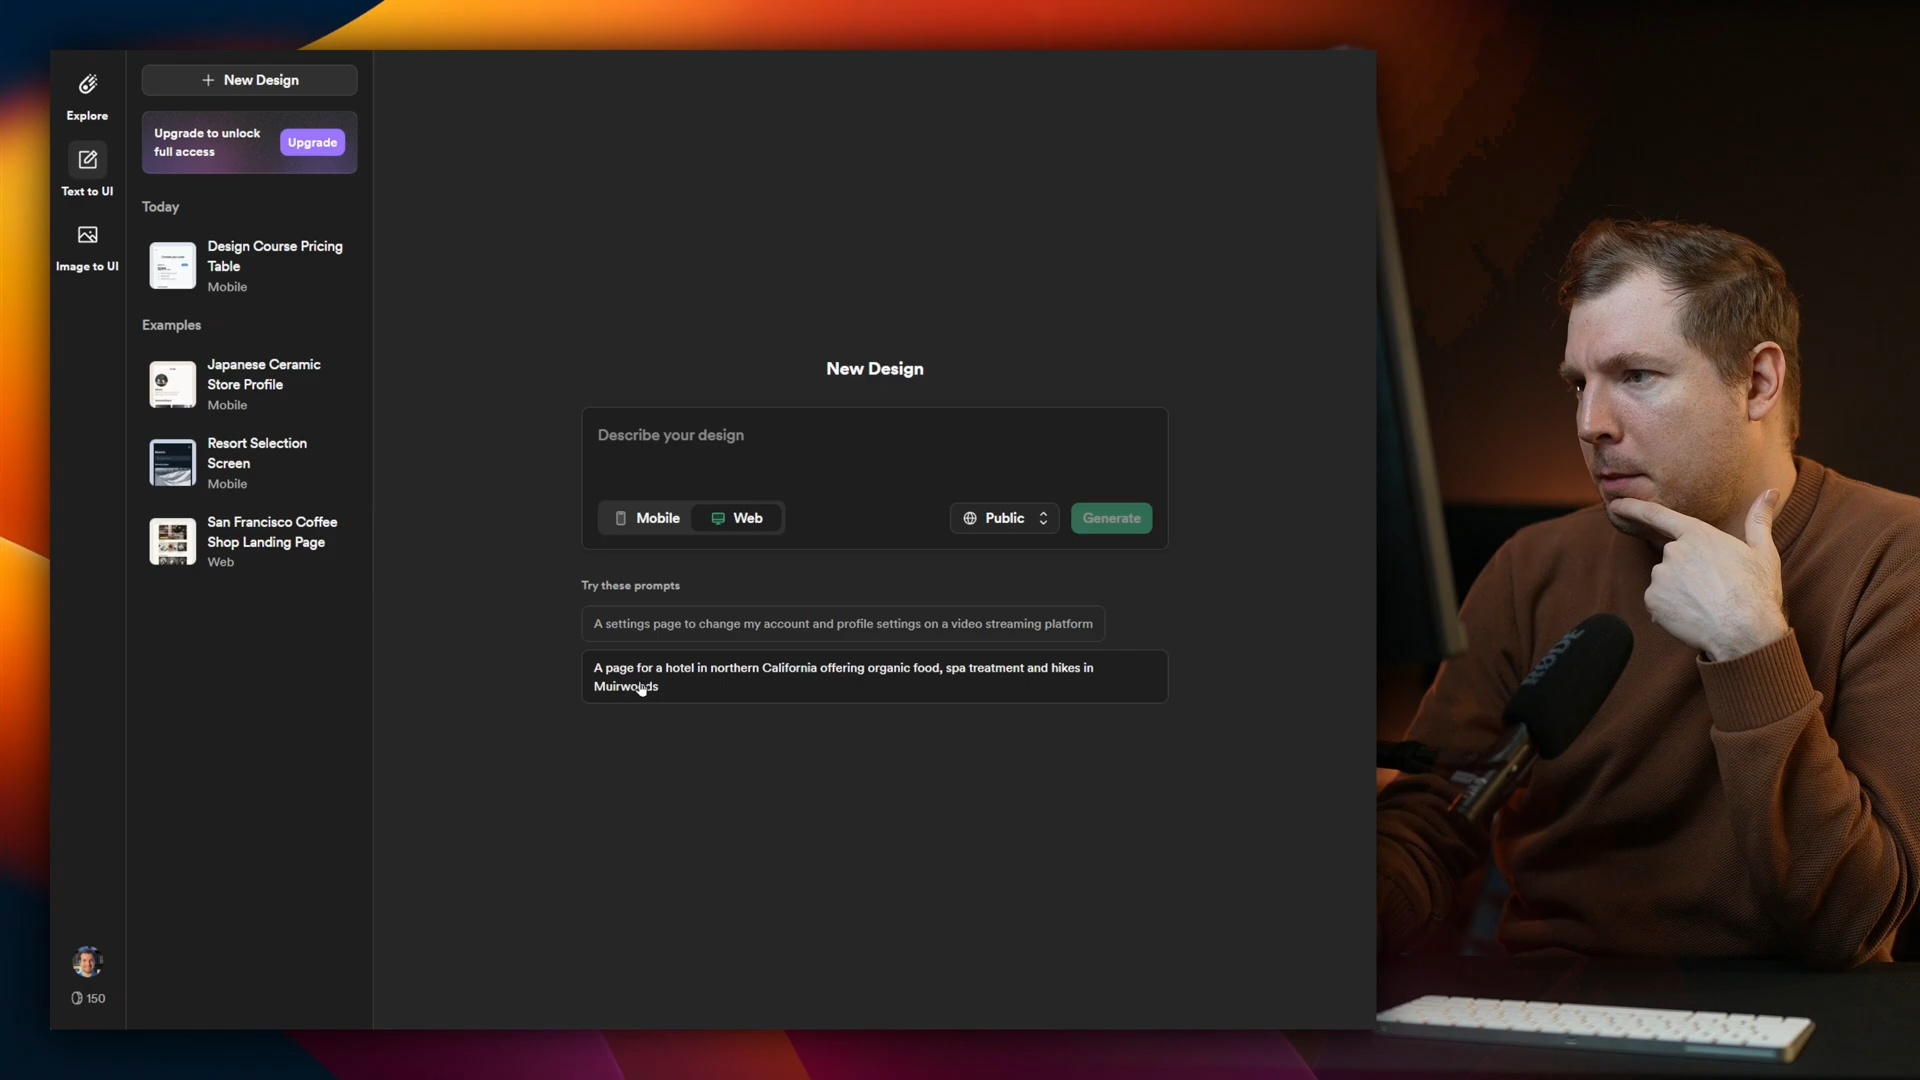 Explore
Text to UI
Image to UI
150
+ New Design
Upgrade to unlock
full access
Upgrade
Today
Design Course Pricing
Table
Mobile
Examples
Japanese Ceramic
Store Profile
Mobile
Resort Selection
Screen
Mobile
San Francisco Coffee
Shop Landing Page
Web
New Design
Describe your design
Mobile
Web
Public
Generate
Try these prompts
A settings page to change my account and profile settings on a video streaming platform
A page for a hotel in northern California offering organic food, spa treatment and hikes in
Muirwoods
RØDE